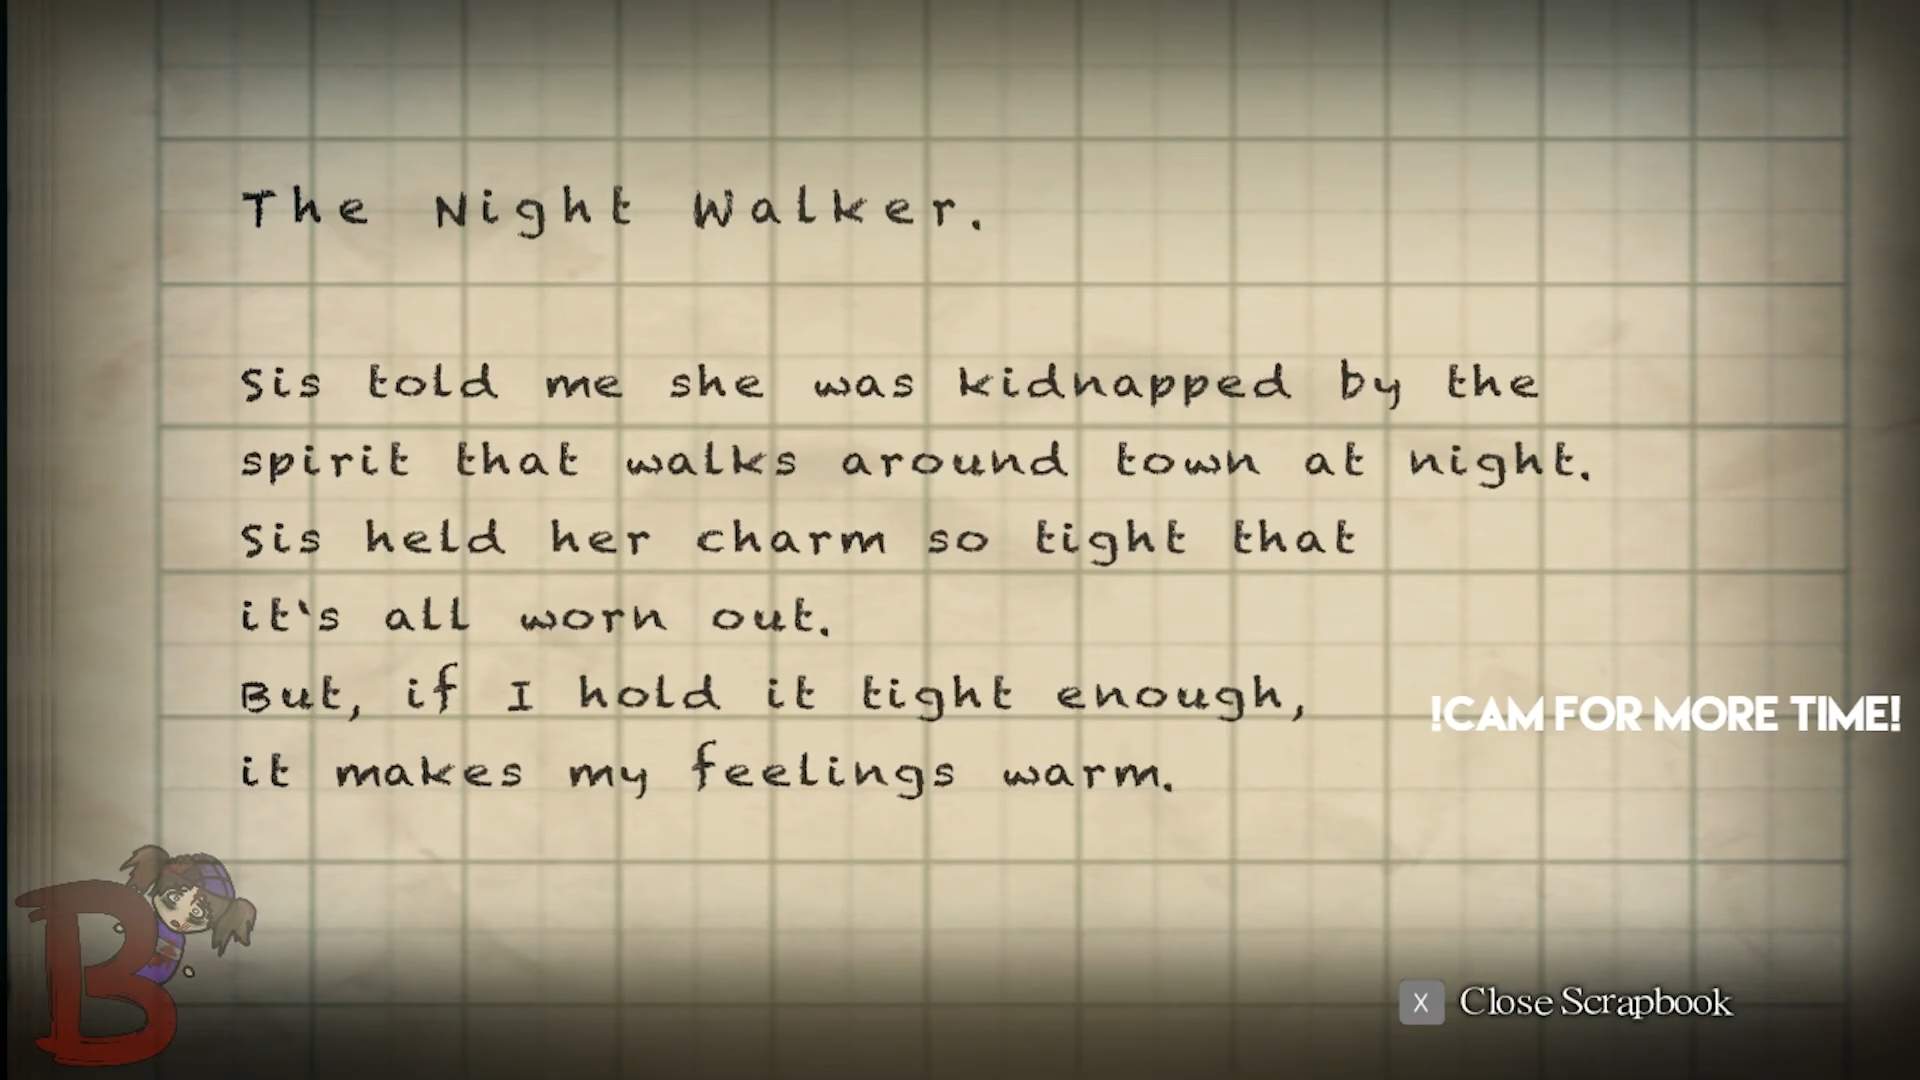 The Night Walker.
Sis told me she was kidnapped by the
spirit that walks around town at night.
Sis held her charm so tight that
it's all worn out.
But, if I hold it tight enough,
it makes my feelings warm.
!CAM FOR MORE TIME!
B
X Close Scrapbook